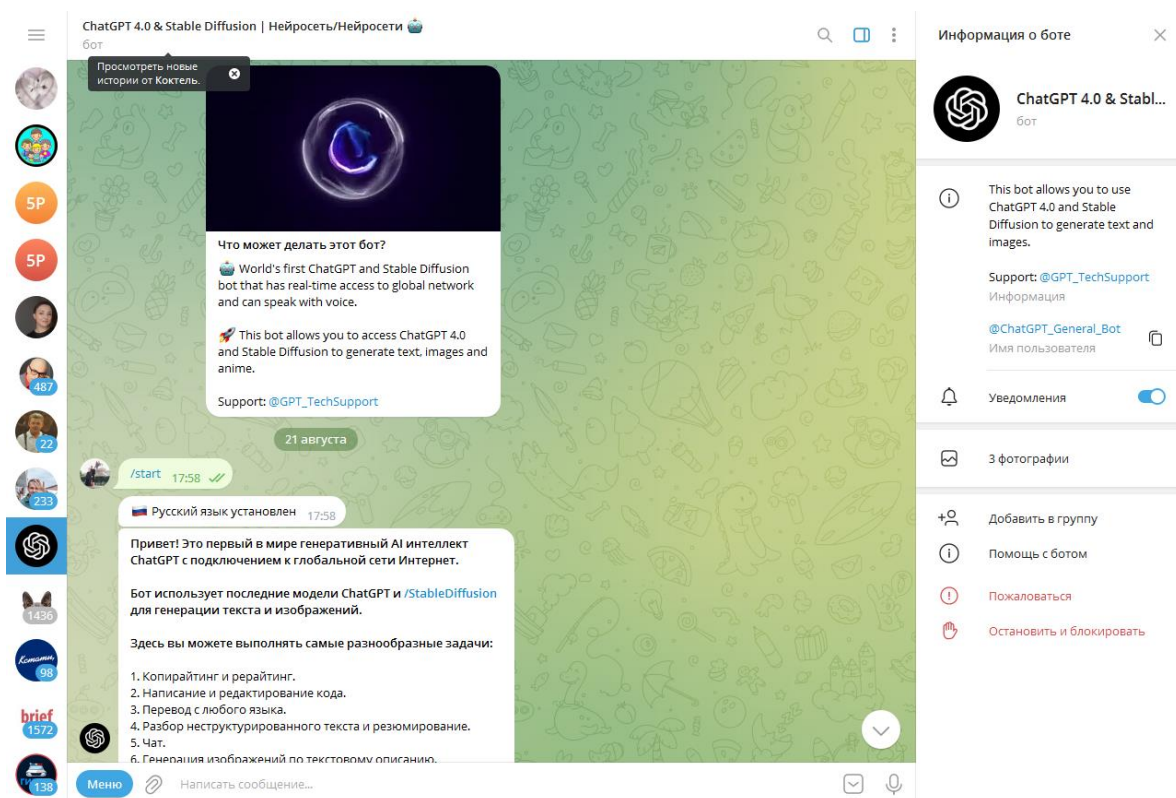 ChatGPT 4.0 & Stable Diffusion | Нейросеть/Нейросети 🤖
бот
Просмотреть новые
истории от Коктель.
Что может делать этот бот?
🤖 World's first ChatGPT and Stable Diffusion
bot that has real-time access to global network
and can speak with voice.
🚀 This bot allows you to access ChatGPT 4.0
and Stable Diffusion to generate text, images and
anime.
Support: @GPT_TechSupport
21 августа
/start 17:58
🇷🇺 Русский язык установлен 17:58
Привет! Это первый в мире генеративный AI интеллект
ChatGPT с подключением к глобальной сети Интернет.
Бот использует последние модели ChatGPT и /StableDiffusion
для генерации текста и изображений.
Здесь вы можете выполнять самые разнообразные задачи:
1. Копирайтинг и рерайтинг.
2. Написание и редактирование кода.
3. Перевод с любого языка.
4. Разбор неструктурированного текста и резюмирование.
5. Чат.
6. Генерация изображений по текстовому описанию.
Меню
Написать сообщение...
5P
5P
487
22
233
1436
98
brief
1572
138
Информация о боте
ChatGPT 4.0 & Stabl...
бот
This bot allows you to use
ChatGPT 4.0 and Stable
Diffusion to generate text and
images.
Support: @GPT_TechSupport
Информация
@ChatGPT_General_Bot
Имя пользователя
Уведомления
3 фотографии
Добавить в группу
Помощь с ботом
Пожаловаться
Остановить и блокировать